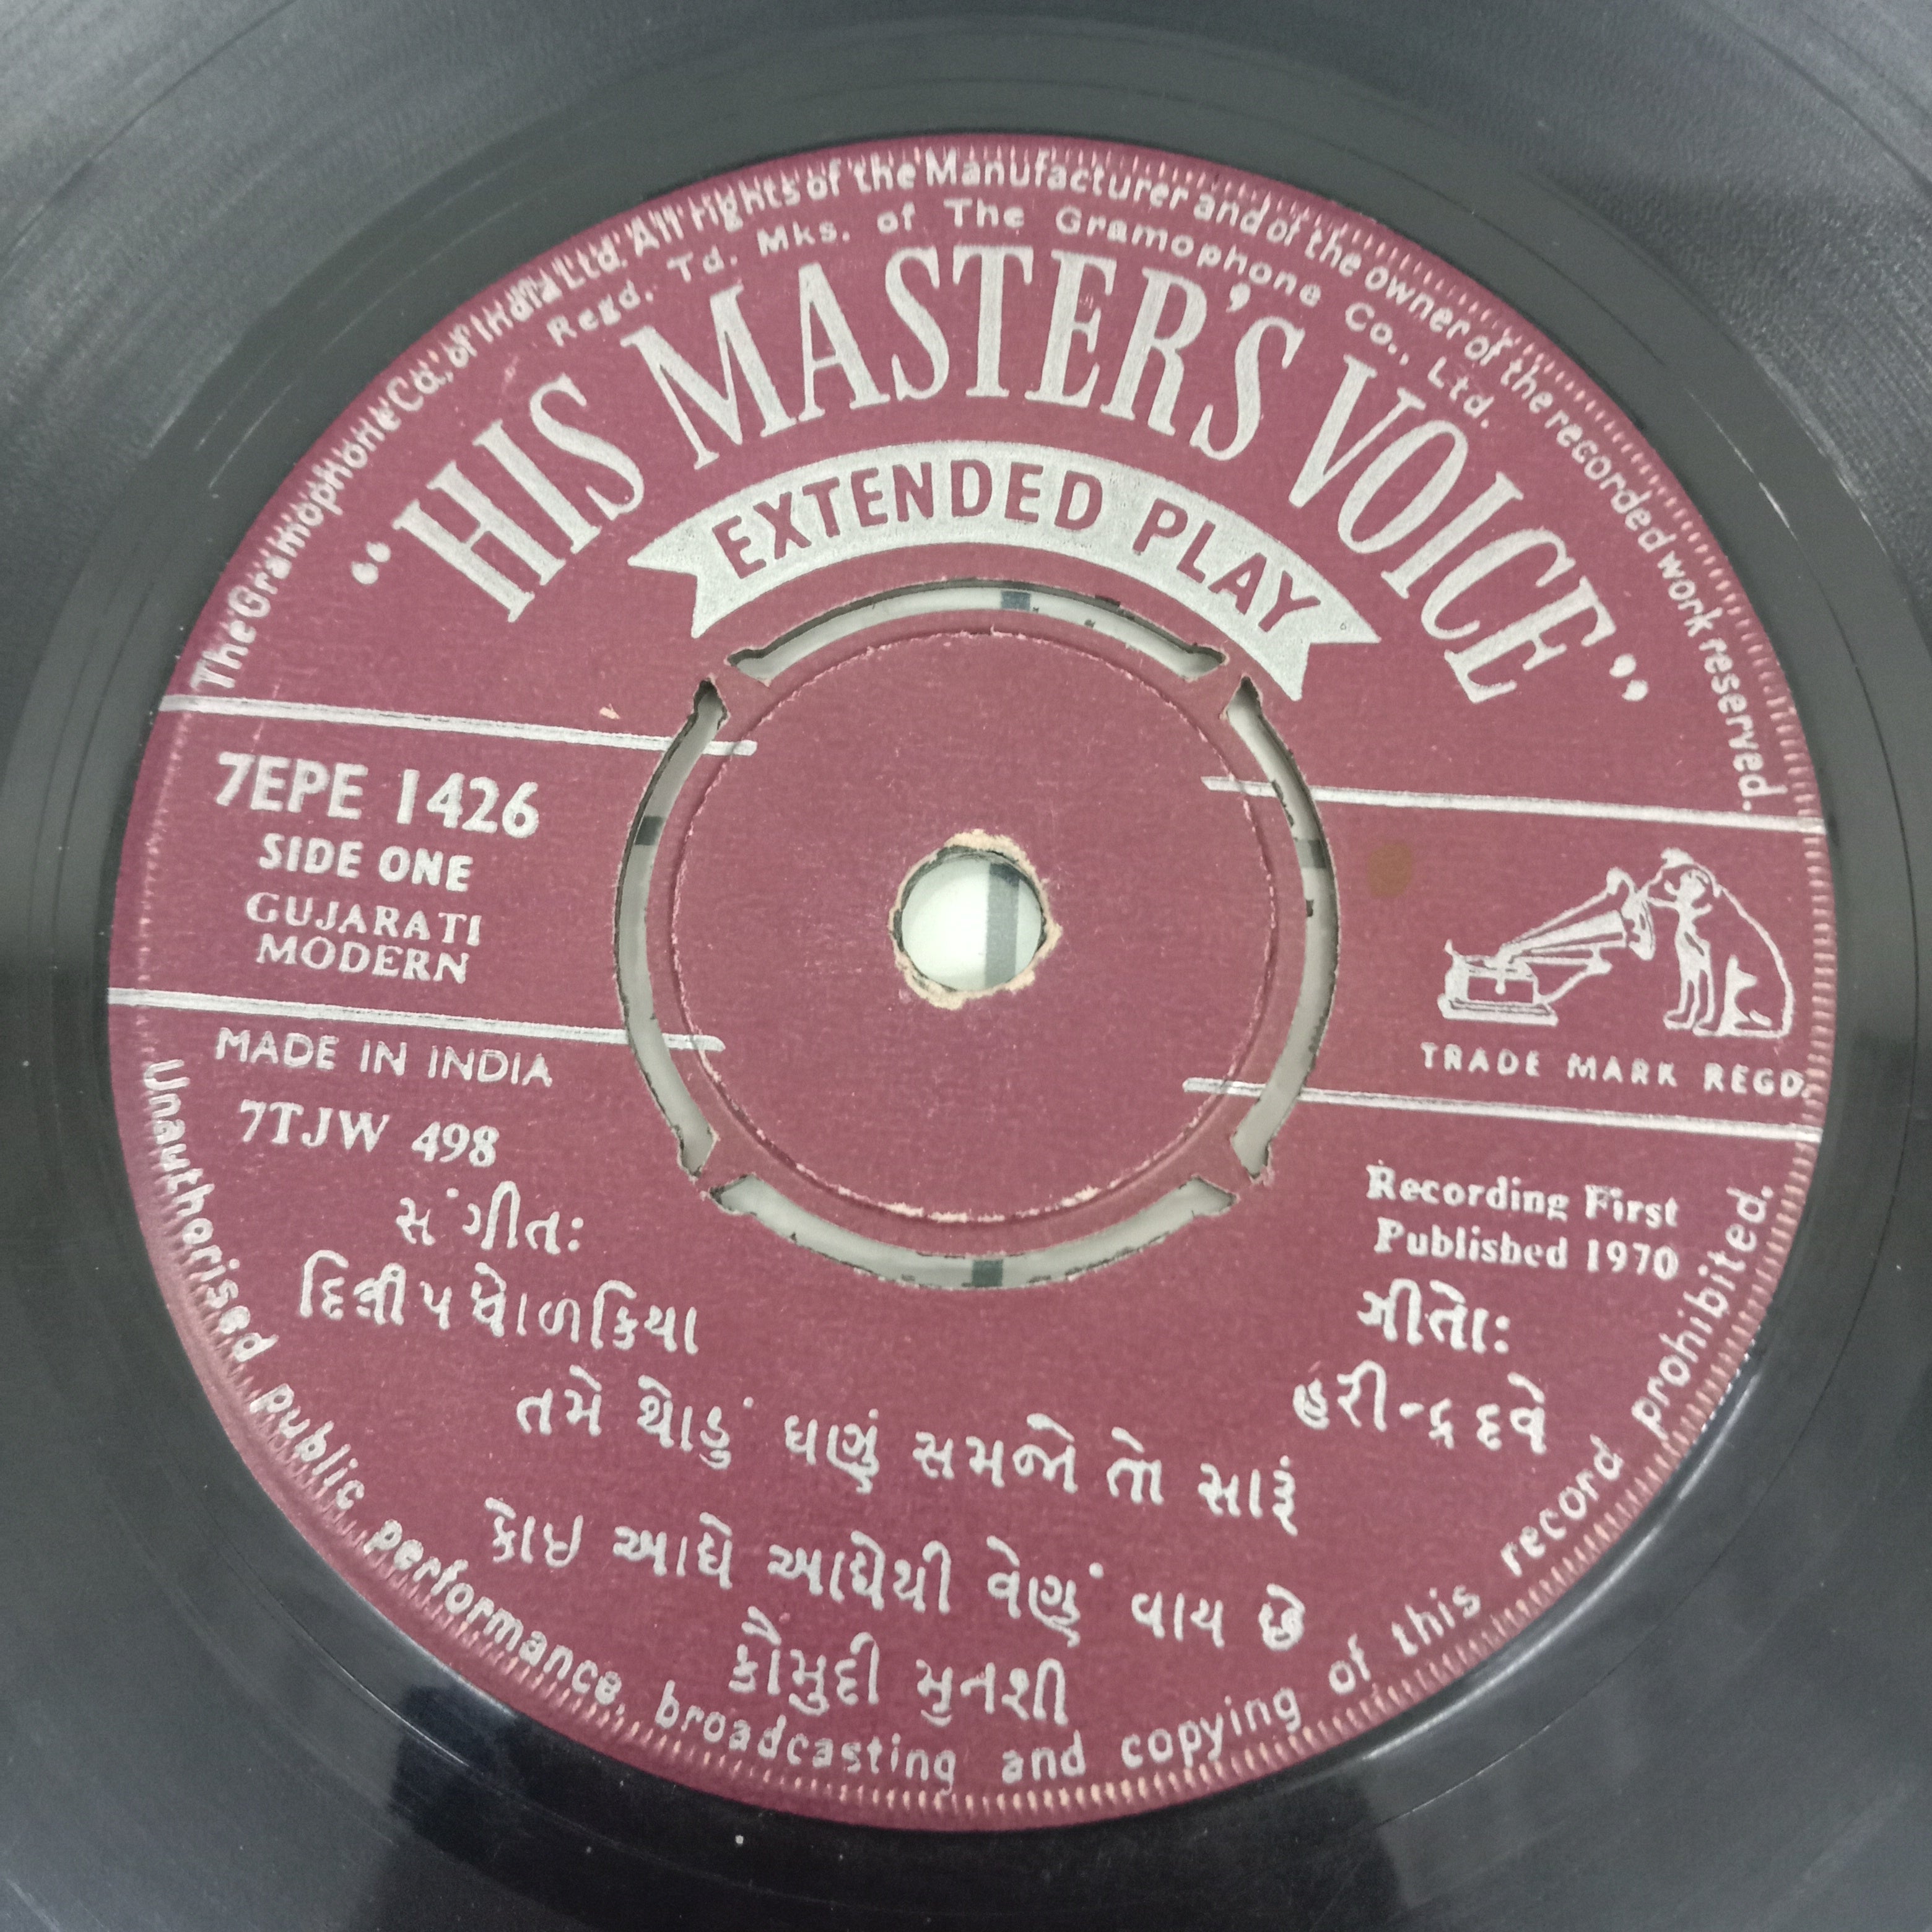 The Gramophone Co., of India Ltd. All rights of the Manufacturer and of the owner of the recorded work reserved.
Regd. Td. Mks. of The Gramophone Co., Ltd.
"HIS MASTER'S VOICE"
EXTENDED PLAY
7EPE 1426
SIDE ONE
GUJARATI
MODERN
TRADE MARK REGD.
MADE IN INDIA
7TJW 498
Recording First
Published 1970
સંગીત:
દિલીપ ધોળકિયા
ગીતો:
હરીન્દ્ર દવે
તમે થોડું ઘણું સમજો તો સારૂં
કોઇ આઘે આઘેથી વેણું વાય છે
કૌમુદી મુનશી
Unauthorised public performance, broadcasting and copying of this record prohibited.